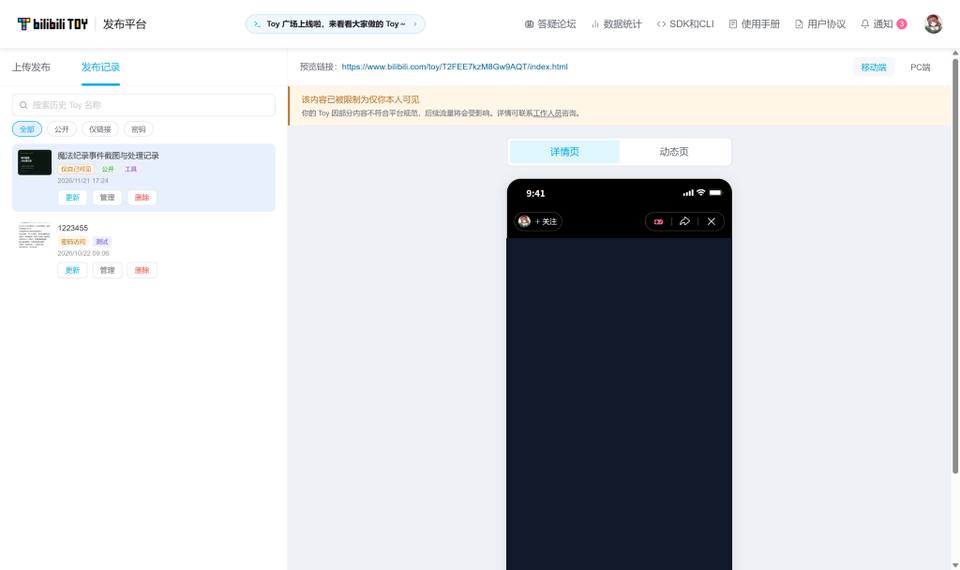 bilibili TOY 发布平台
Toy 广场上线啦，来看看大家做的 Toy~
答疑论坛 数据统计 SDK和CLI 使用手册 用户协议 通知 3
上传发布 发布记录
搜索历史 Toy 名称
全部 公开 仅链接 密码
魔法纪录事件截图与处理记录
仅自己可见 公开 工具
2026/11/21 17:24
更新 管理 删除
1223455
密码访问 测试
2026/10/22 09:06
更新 管理 删除
预览链接： https://www.bilibili.com/toy/T2FEE7kzM8Gw9AQT/index.html
移动端 PC端
该内容已被限制为仅你本人可见
你的 Toy 因部分内容不符合平台规范，后续流量将会受影响。详情可联系工作人员咨询。
详情页 动态页
9:41
+ 关注